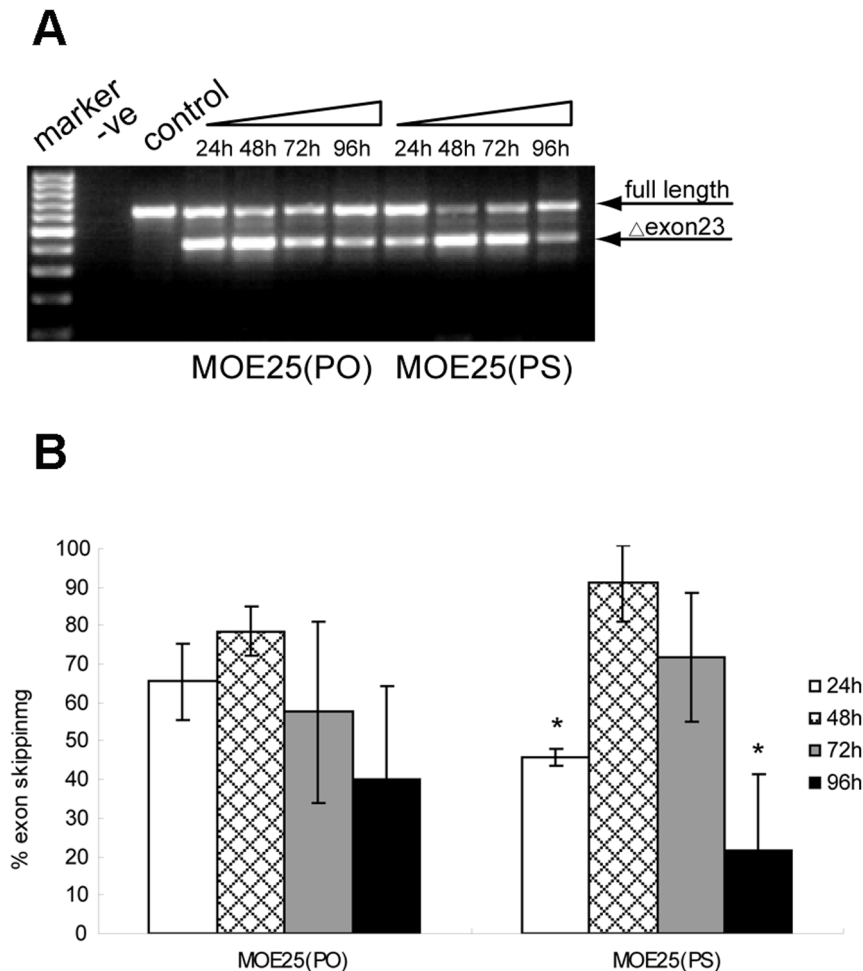 A
marker
-ve
control
24h 48h 72h 96h 24h 48h 72h 96h
full length
△exon23
MOE25(PO) MOE25(PS)
B
100
90
80
70
60
50
40
30
20
10
0
% exon skippinmg
*
*
24h
48h
72h
96h
MOE25(PO) MOE25(PS)